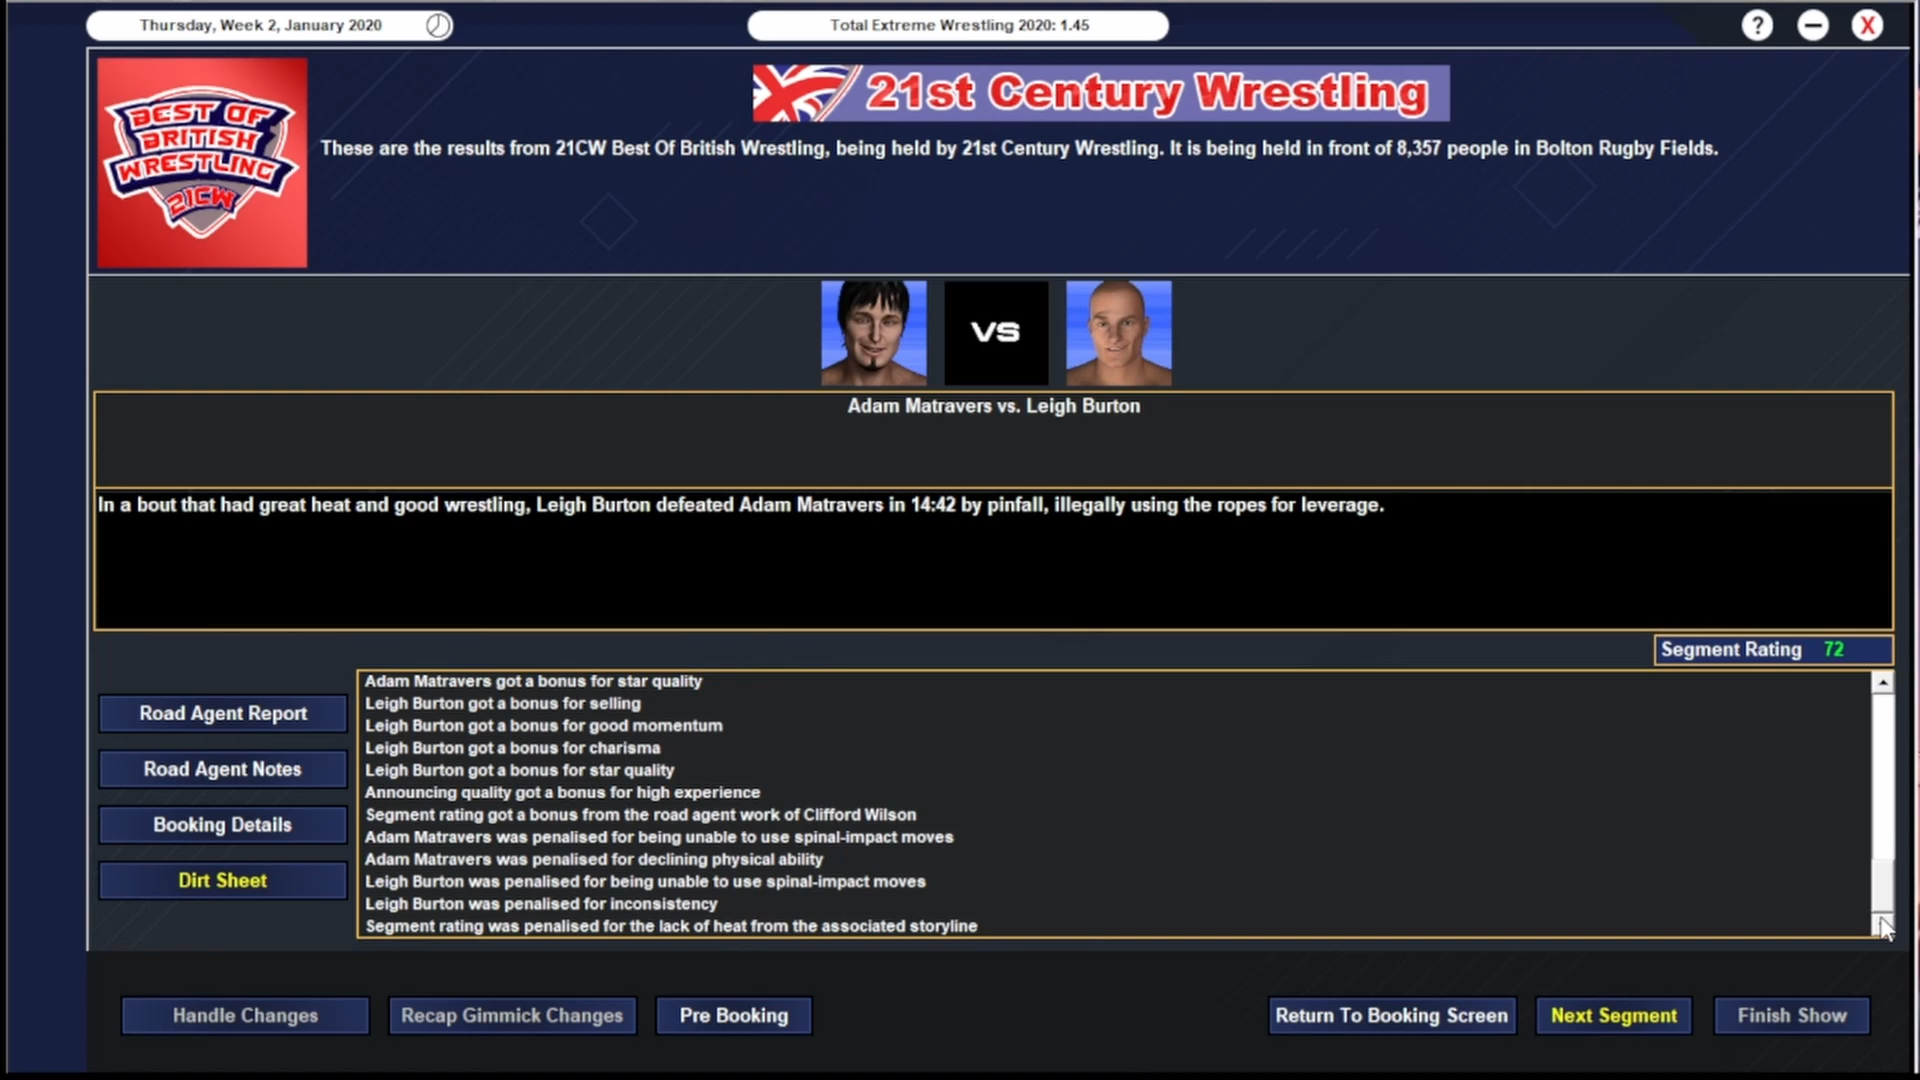 Thursday, Week 2, January 2020
Total Extreme Wrestling 2020: 1.45
?
X
BEST OF
BRITISH
WRESTLING
21CW
21st Century Wrestling
These are the results from 21CW Best Of British Wrestling, being held by 21st Century Wrestling. It is being held in front of 8,357 people in Bolton Rugby Fields.
VS
Adam Matravers vs. Leigh Burton
In a bout that had great heat and good wrestling, Leigh Burton defeated Adam Matravers in 14:42 by pinfall, illegally using the ropes for leverage.
Segment Rating 72
Road Agent Report
Road Agent Notes
Booking Details
Dirt Sheet
Adam Matravers got a bonus for star quality
Leigh Burton got a bonus for selling
Leigh Burton got a bonus for good momentum
Leigh Burton got a bonus for charisma
Leigh Burton got a bonus for star quality
Announcing quality got a bonus for high experience
Segment rating got a bonus from the road agent work of Clifford Wilson
Adam Matravers was penalised for being unable to use spinal-impact moves
Adam Matravers was penalised for declining physical ability
Leigh Burton was penalised for being unable to use spinal-impact moves
Leigh Burton was penalised for inconsistency
Segment rating was penalised for the lack of heat from the associated storyline
Handle Changes
Recap Gimmick Changes
Pre Booking
Return To Booking Screen
Next Segment
Finish Show